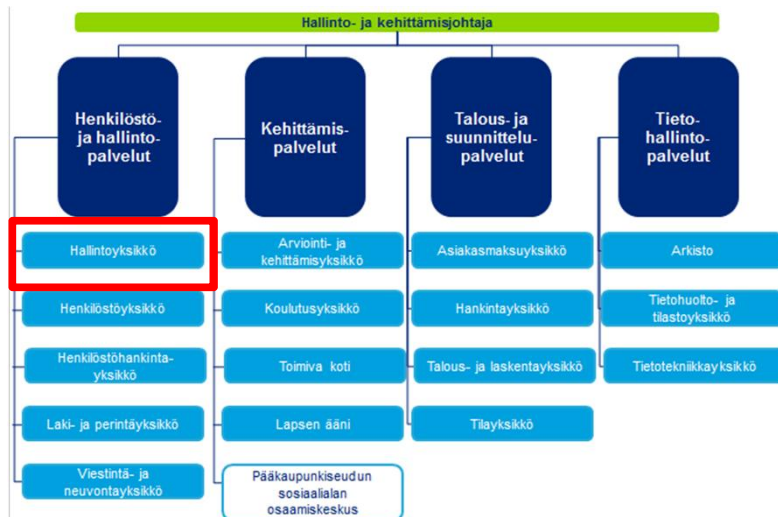 Hallinto- ja kehittämisjohtaja
Henkilöstö-
ja hallinto-
palvelut
Kehittämis-
palvelut
Talous- ja
suunnittelu-
palvelut
Tieto-
hallinto-
palvelut
Hallintoyksikkö
Henkilöstöyksikkö
Henkilöstöhankinta-
yksikkö
Laki- ja perintäyksikkö
Viestintä- ja
neuvontayksikkö
Arviointi- ja
kehittämisyksikkö
Koulutusyksikkö
Toimiva koti
Lapsen ääni
Pääkaupunkiseudun
sosiaalialan
osaamiskeskus
Asiakasmaksuyksikkö
Hankintayksikkö
Talous- ja laskentayksikkö
Tilayksikkö
Arkisto
Tietohuolto- ja
tilastoyksikkö
Tietotekniikkayksikkö